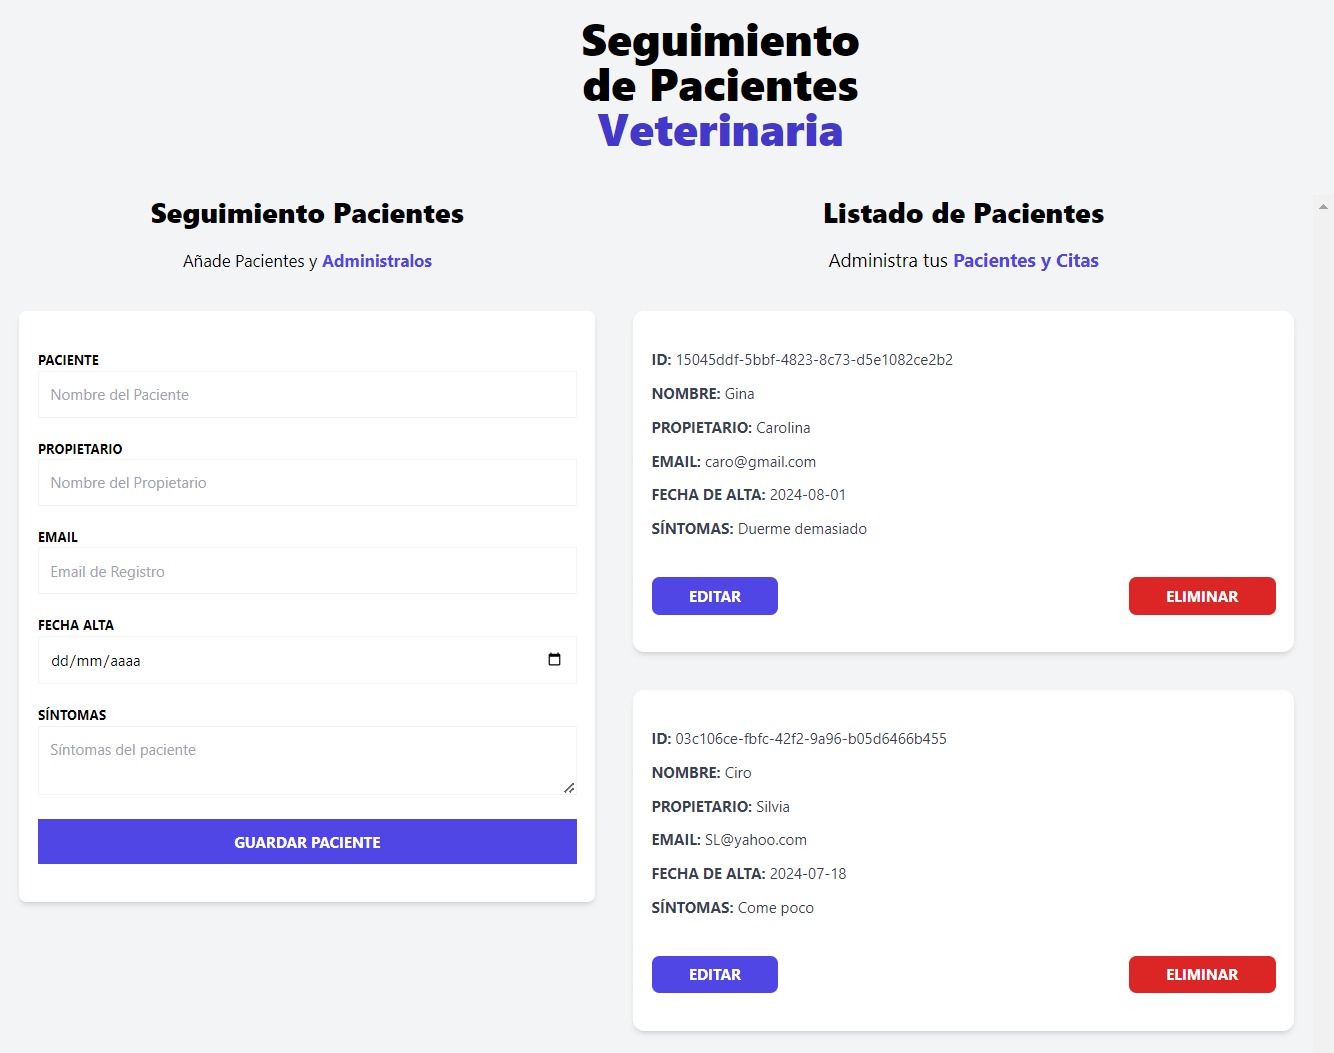 Seguimiento
de Pacientes
Veterinaria
Seguimiento Pacientes
Añade Pacientes y Administralos
PACIENTE
Nombre del Paciente
PROPIETARIO
Nombre del Propietario
EMAIL
Email de Registro
FECHA ALTA
dd/mm/aaaa
SÍNTOMAS
Síntomas del paciente
GUARDAR PACIENTE
Listado de Pacientes
Administra tus Pacientes y Citas
ID: 15045ddf-5bbf-4823-8c73-d5e1082ce2b2
NOMBRE: Gina
PROPIETARIO: Carolina
EMAIL: caro@gmail.com
FECHA DE ALTA: 2024-08-01
SÍNTOMAS: Duerme demasiado
EDITAR
ELIMINAR
ID: 03c106ce-fbfc-42f2-9a96-b05d6466b455
NOMBRE: Ciro
PROPIETARIO: Silvia
EMAIL: SL@yahoo.com
FECHA DE ALTA: 2024-07-18
SÍNTOMAS: Come poco
EDITAR
ELIMINAR